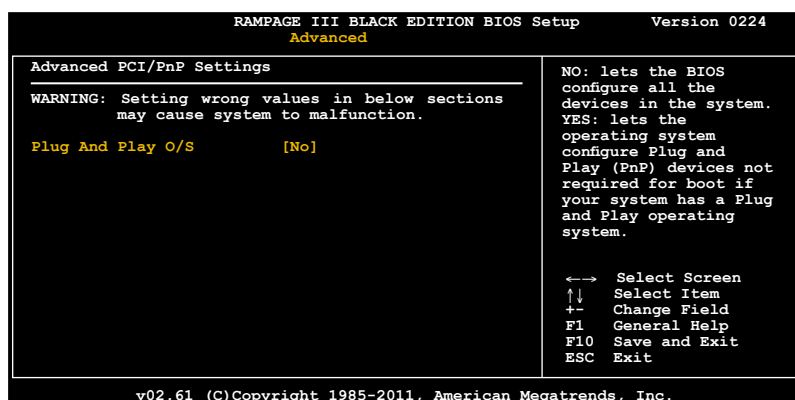 RAMPAGE III BLACK EDITION BIOS Setup Version 0224
Advanced
Advanced PCI/PnP Settings
WARNING: Setting wrong values in below sections
may cause system to malfunction.
Plug And Play O/S [No]
NO: lets the BIOS
configure all the
devices in the system.
YES: lets the
operating system
configure Plug and
Play (PnP) devices not
required for boot if
your system has a Plug
and Play operating
system.
←→ Select Screen
↑↓ Select Item
+- Change Field
F1 General Help
F10 Save and Exit
ESC Exit
v02.61 (C)Copyright 1985-2011, American Megatrends, Inc.